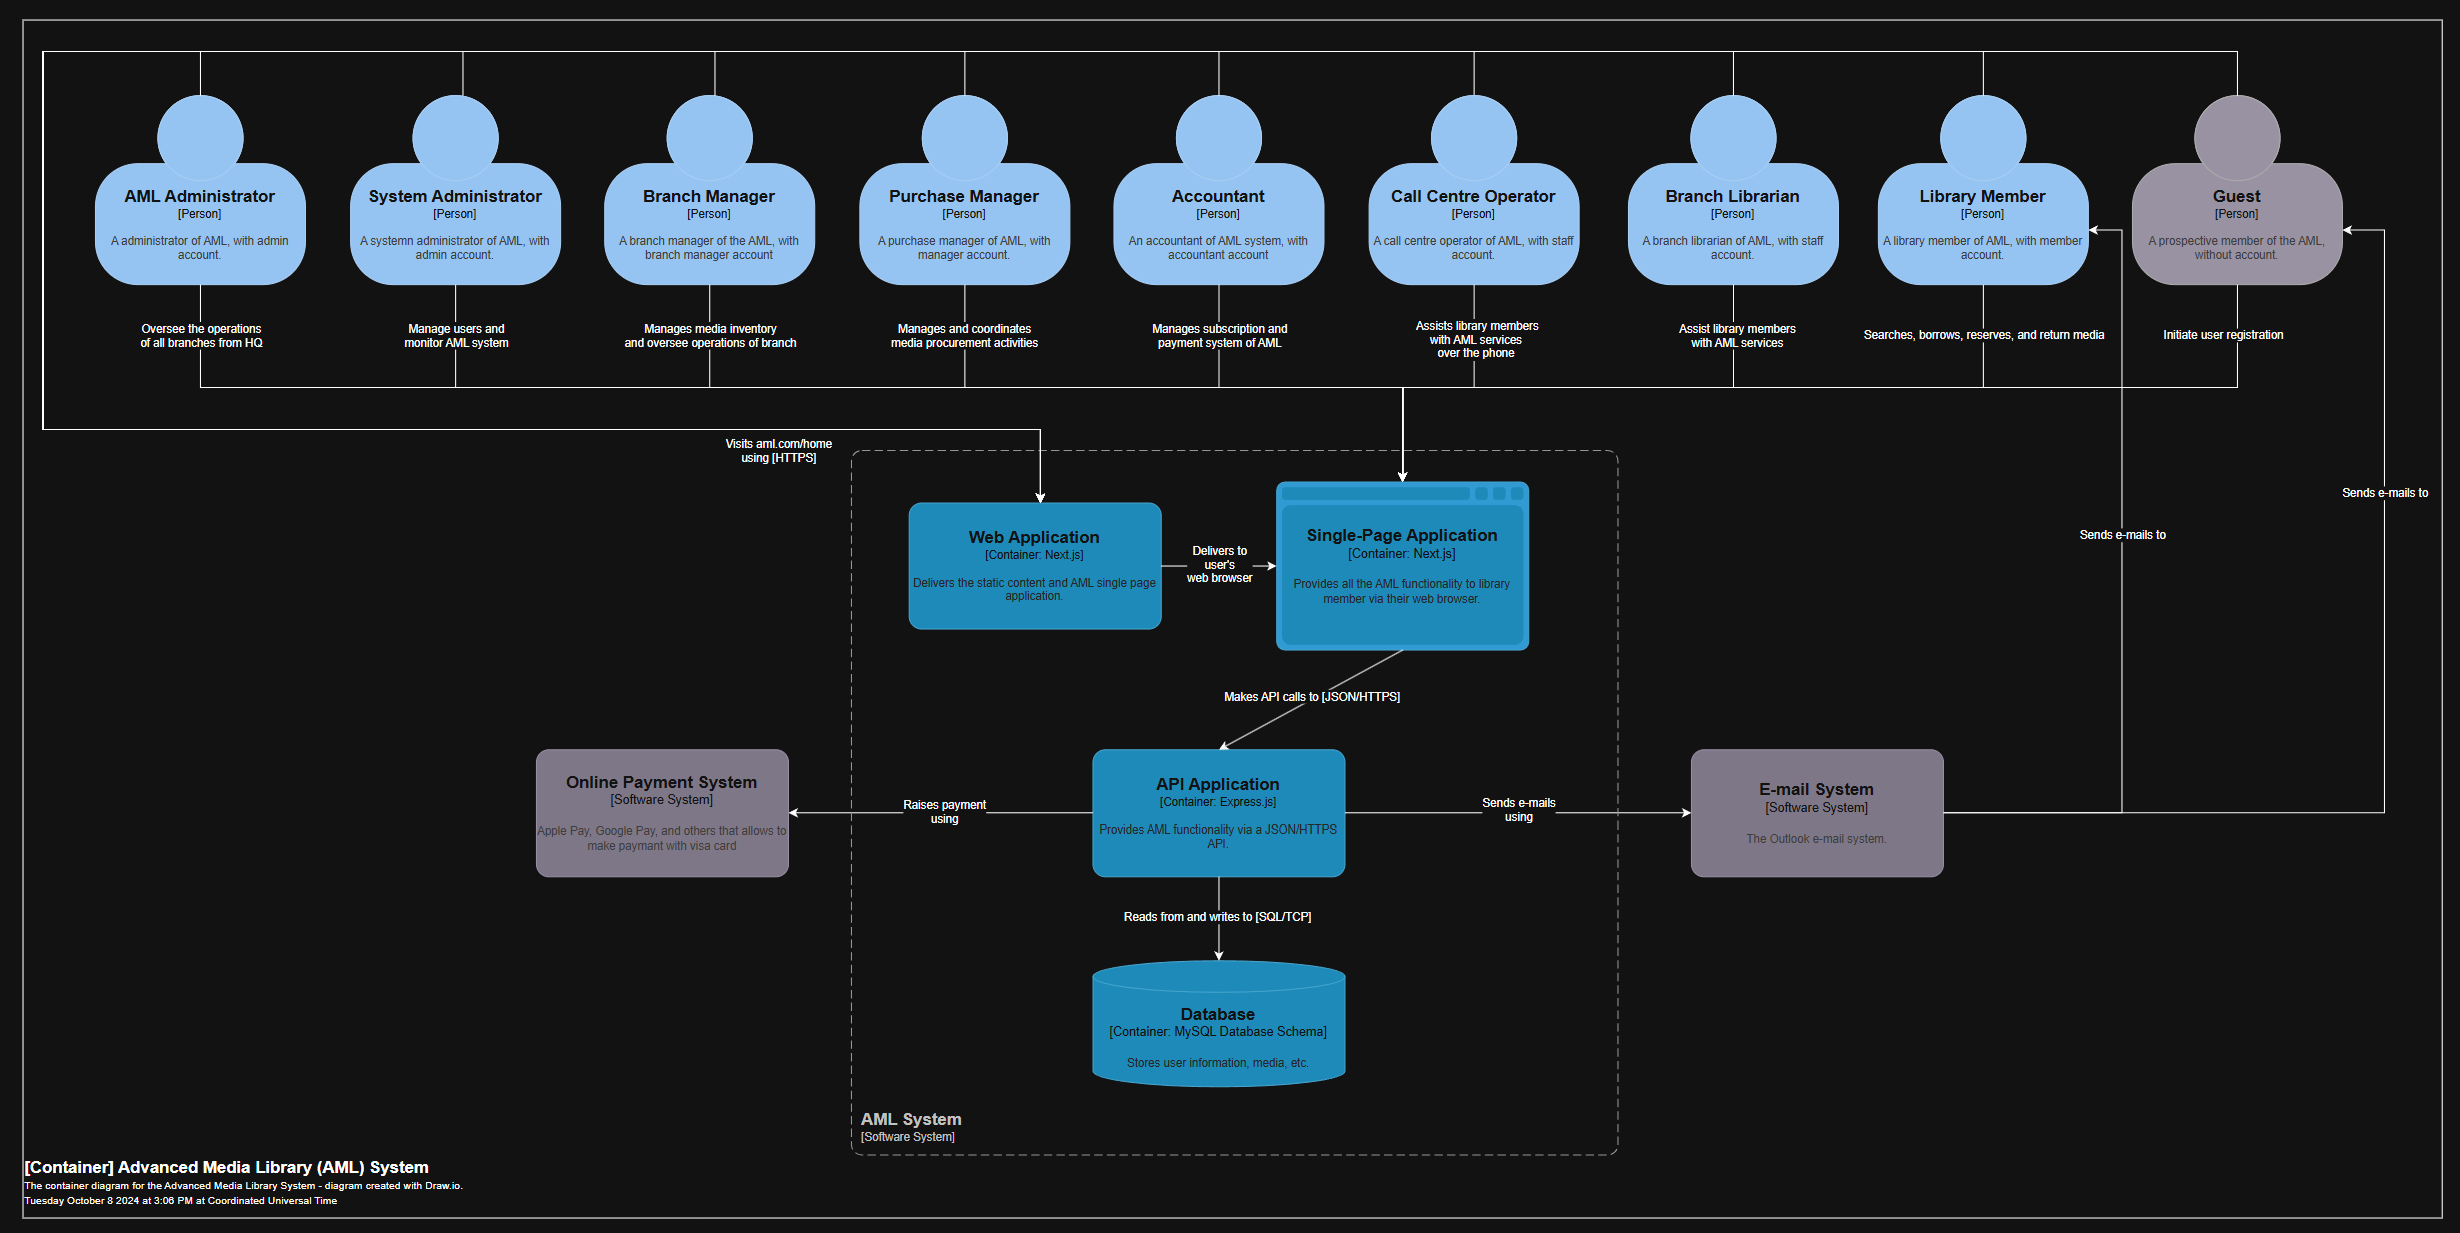 AML Administrator
[Person]
A administrator of AML, with admin
account.
System Administrator
[Person]
A systemn administrator of AML, with
admin account.
Branch Manager
[Person]
A branch manager of the AML, with
branch manager account
Purchase Manager
[Person]
A purchase manager of AML, with
manager account.
Accountant
[Person]
An accountant of AML system, with
accountant account
Call Centre Operator
[Person]
A call centre operator of AML, with staff
account.
Branch Librarian
[Person]
A branch librarian of AML, with staff
account.
Library Member
[Person]
A library member of AML, with member
account.
Guest
[Person]
A prospective member of the AML,
without account.
Oversee the operations
of all branches from HQ
Manage users and
monitor AML system
Manages media inventory
and oversee operations of branch
Manages and coordinates
media procurement activities
Manages subscription and
payment system of AML
Assists library members
with AML services
over the phone
Assist library members
with AML services
Searches, borrows, reserves, and return media
Initiate user registration
Visits aml.com/home
using [HTTPS]
Web Application
[Container: Next.js]
Delivers the static content and AML single page
application.
Delivers to
user's
web browser
Single-Page Application
[Container: Next.js]
Provides all the AML functionality to library
member via their web browser.
Sends e-mails to
Sends e-mails to
Makes API calls to [JSON/HTTPS]
Online Payment System
[Software System]
Apple Pay, Google Pay, and others that allows to
make paymant with visa card
Raises payment
using
API Application
[Container: Express.js]
Provides AML functionality via a JSON/HTTPS
API.
Sends e-mails
using
E-mail System
[Software System]
The Outlook e-mail system.
Reads from and writes to [SQL/TCP]
Database
[Container: MySQL Database Schema]
Stores user information, media, etc.
AML System
[Software System]
[Container] Advanced Media Library (AML) System
The container diagram for the Advanced Media Library System - diagram created with Draw.io.
Tuesday October 8 2024 at 3:06 PM at Coordinated Universal Time